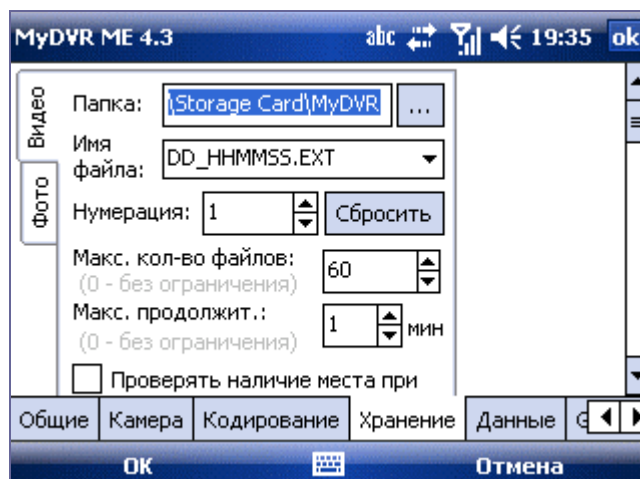 MyDVR ME 4.3 abc 19:35 ok
Видео
Фото
Папка: \Storage Card\MyDVR ...
Имя
файла: DD_HHMMSS.EXT
Нумерация: 1 Сбросить
Макс. кол-во файлов: 60
(0 - без ограничения)
Макс. продолжит.: 1 мин
(0 - без ограничения)
Проверять наличие места при
Общие Камера Кодирование Хранение Данные G
ОК Отмена